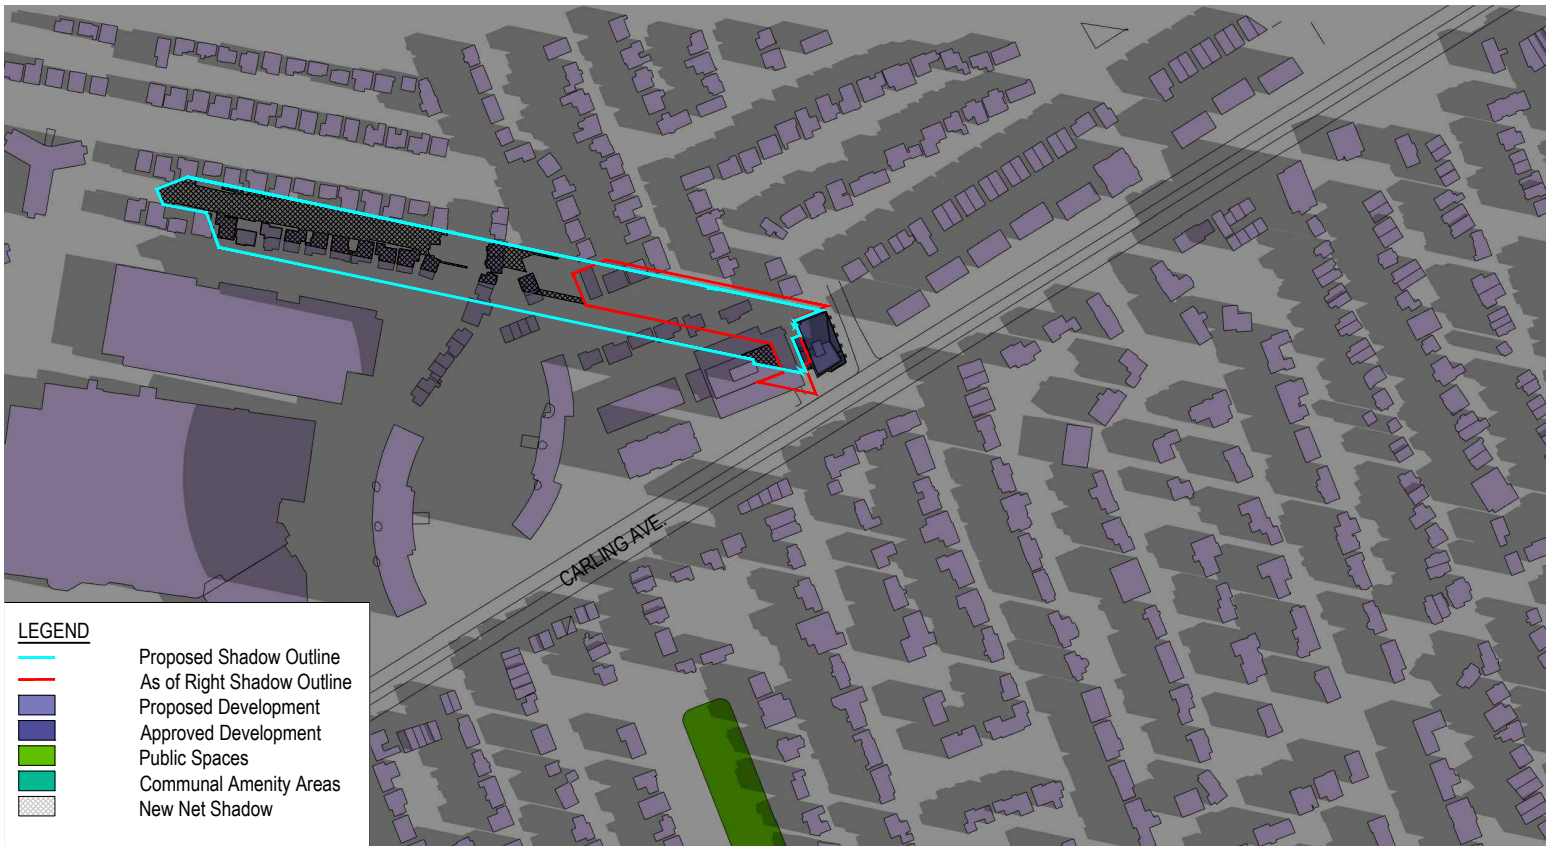 CARLING AVE.
LEGEND
Proposed Shadow Outline
As of Right Shadow Outline
Proposed Development
Approved Development
Public Spaces
Communal Amenity Areas
New Net Shadow